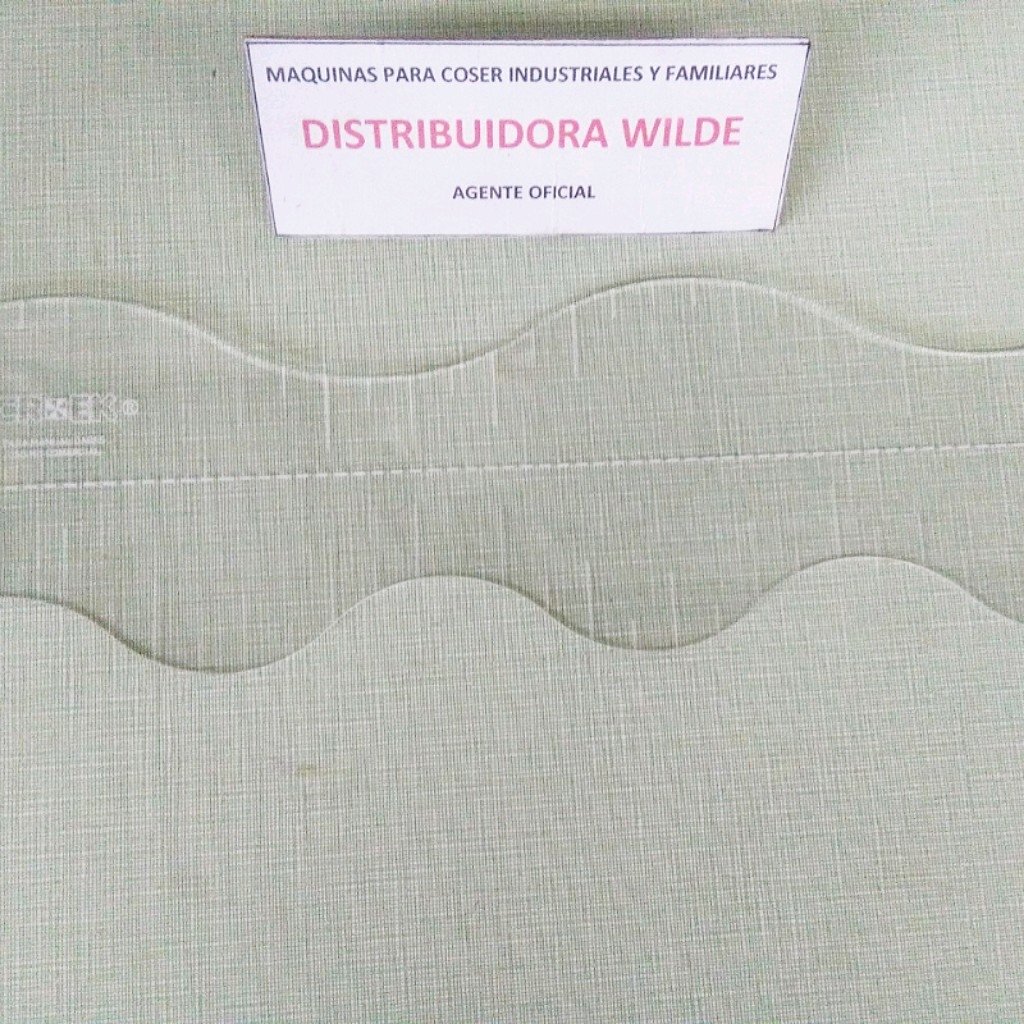 MAQUINAS PARA COSER INDUSTRIALES Y FAMILIARES
DISTRIBUIDORA WILDE
AGENTE OFICIAL